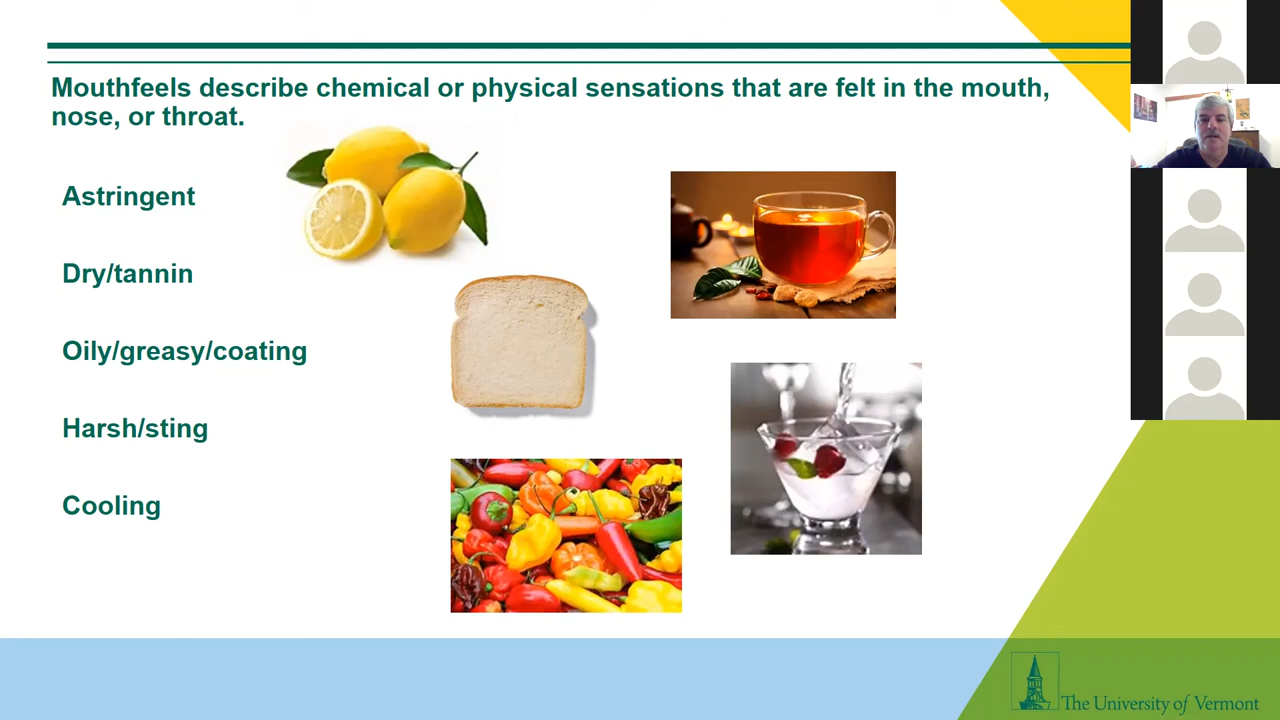 Mouthfeels describe chemical or physical sensations that are felt in the mouth,
nose, or throat.
Astringent
Dry/tannin
Oily/greasy/coating
Harsh/sting
Cooling
The University of Vermont